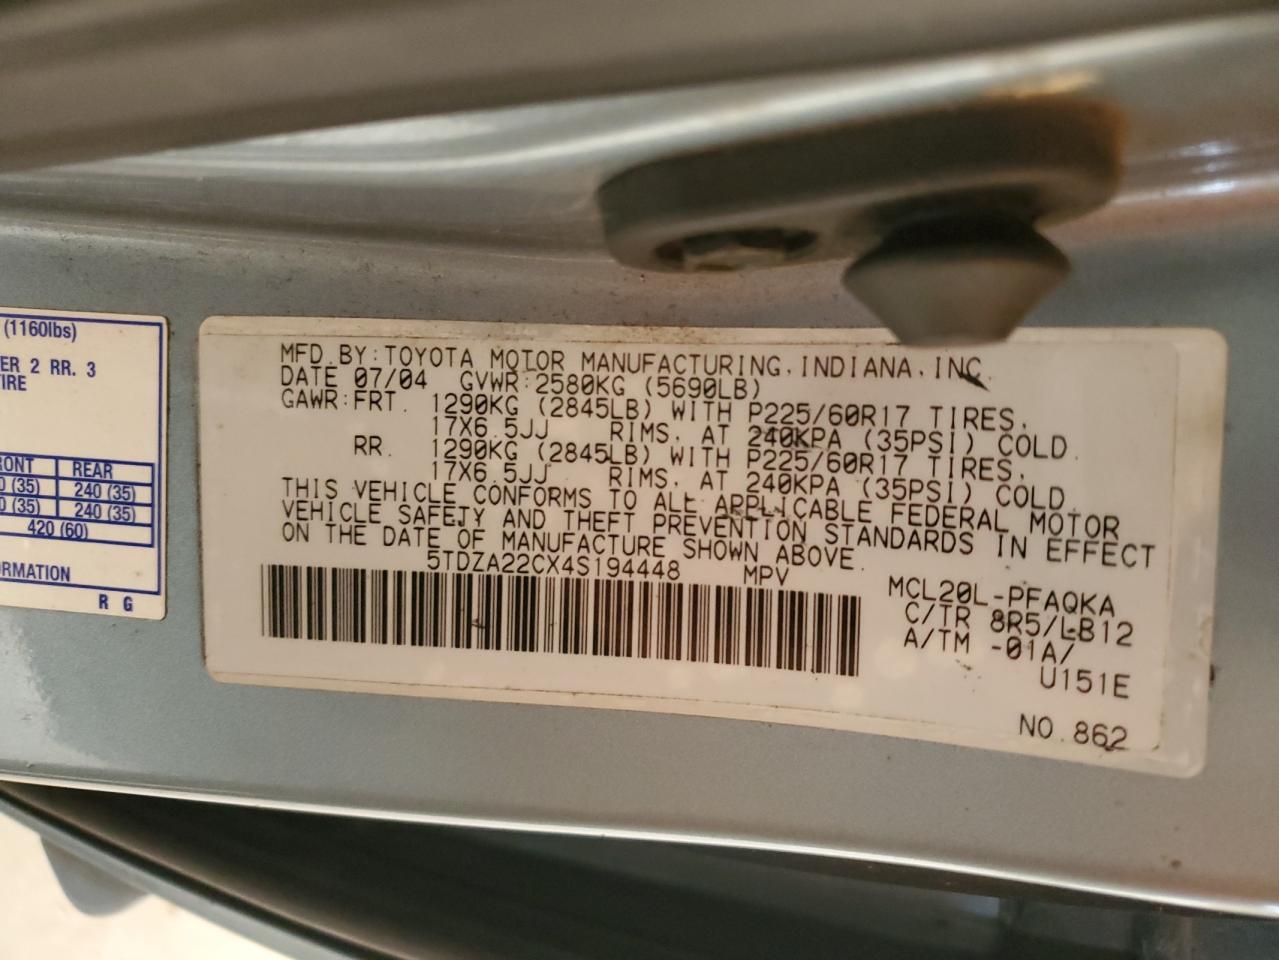 (1160lbs)
ER 2 RR. 3
IRE
ONT REAR
0 (35) 240 (35)
0 (35) 240 (35)
420 (60)
ORMATION
R G
MFD.BY:TOYOTA MOTOR MANUFACTURING.INDIANA.INC.
DATE 07/04 GVWR:2580KG (5690LB)
GAWR:FRT. 1290KG (2845LB) WITH P225/60R17 TIRES.
17X6.5JJ RIMS. AT 240KPA (35PSI) COLD.
RR. 1290KG (2845LB) WITH P225/60R17 TIRES.
17X6.5JJ RIMS. AT 240KPA (35PSI) COLD.
THIS VEHICLE CONFORMS TO ALL APPLICABLE FEDERAL MOTOR
VEHICLE SAFETY AND THEFT PREVENTION STANDARDS IN EFFECT
ON THE DATE OF MANUFACTURE SHOWN ABOVE.
5TDZA22CX4S194448 MPV
MCL20L-PFAQKA
C/TR 8R5/LB12
A/TM -01A/
U151E
NO.862